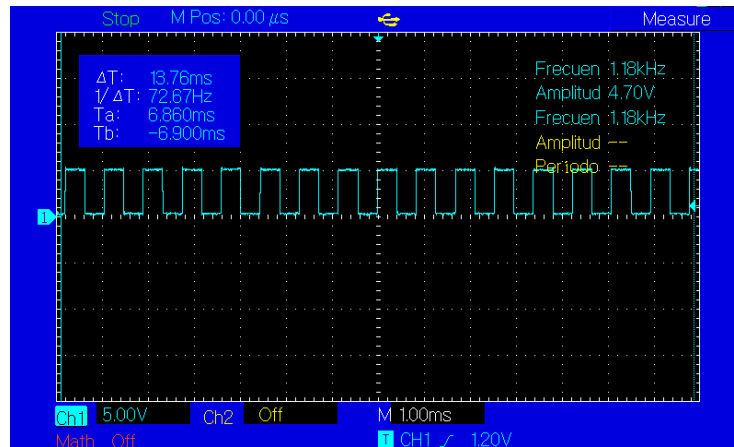 Stop M Pos: 0.00 µs Measure
ΔT: 13.76ms
1/ΔT: 72.67Hz
Ta: 6.860ms
Tb: -6.900ms
Frecuen 1.18kHz
Amplitud 4.70V
Frecuen 1.18kHz
Amplitud --
Periodo --
1
Ch1 5.00V Ch2 Off M 1.00ms
Math Off T CH1 1.20V